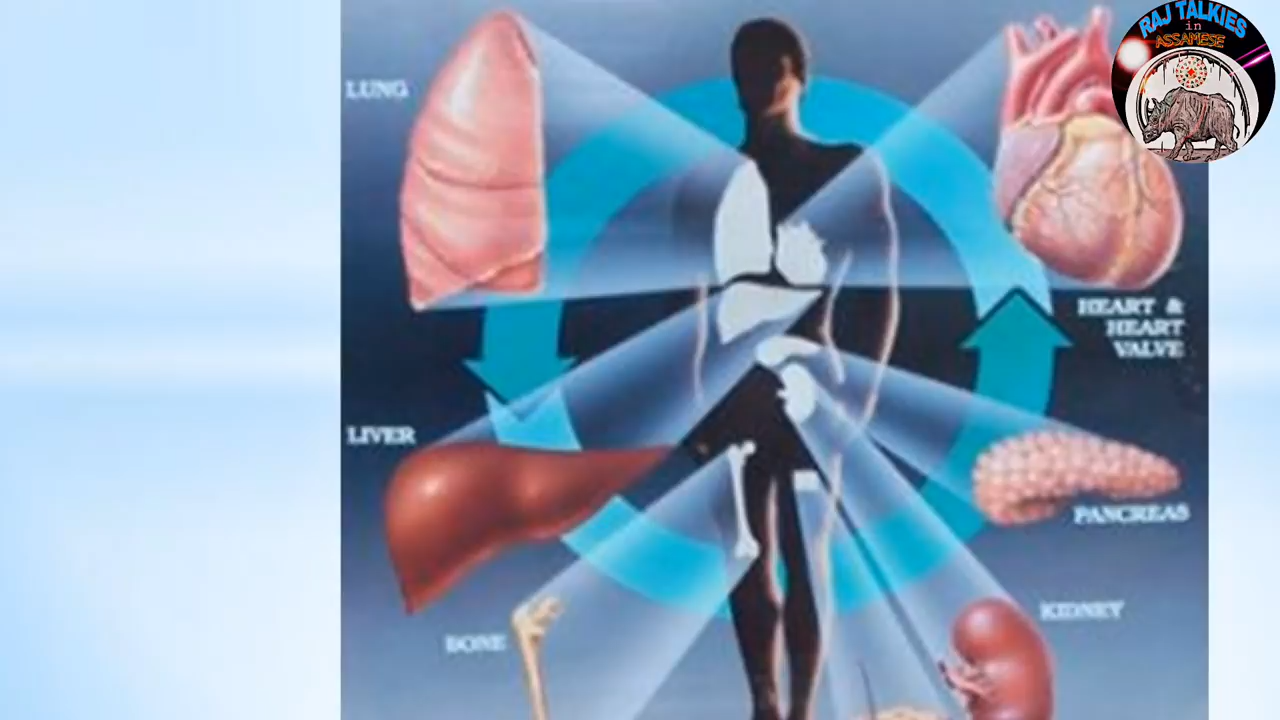 RAJ TALKIES
in
ASSAMESE
LUNG
HEART &
HEART
VALVE
LIVER
PANCREAS
KIDNEY
BONE